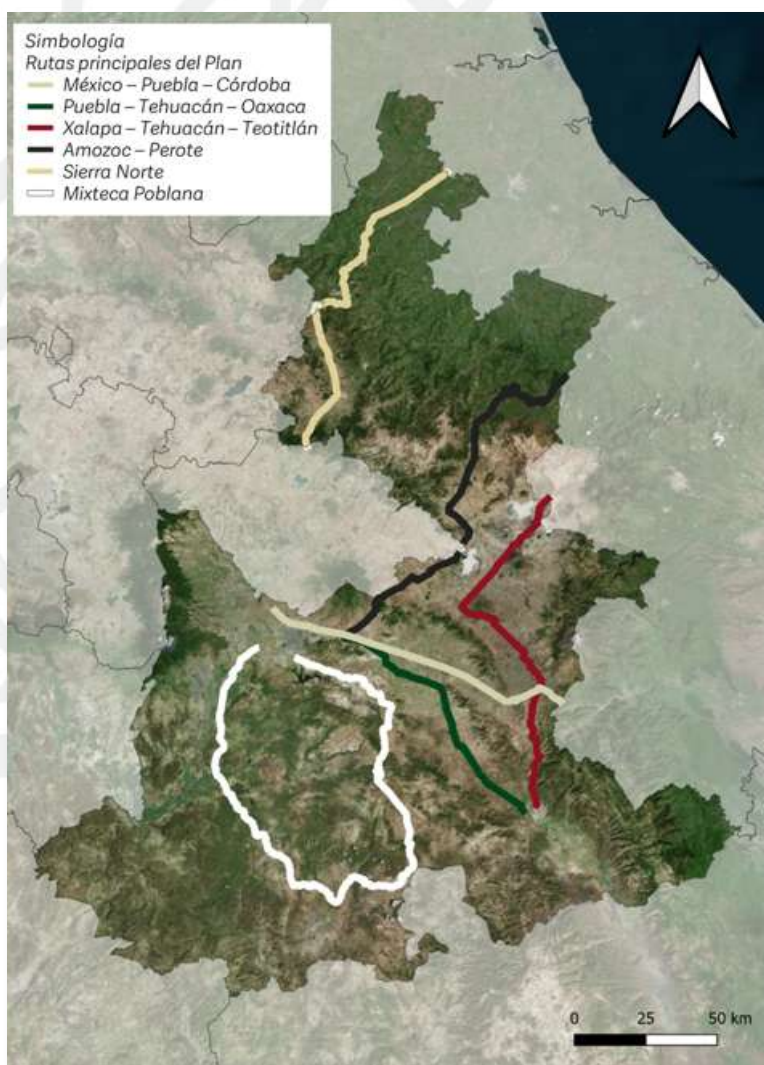 Simbología
Rutas principales del Plan
México – Puebla – Córdoba
Puebla – Tehuacán – Oaxaca
Xalapa – Tehuacán – Teotitlán
Amozoc – Perote
Sierra Norte
Mixteca Poblana
0 25 50 km